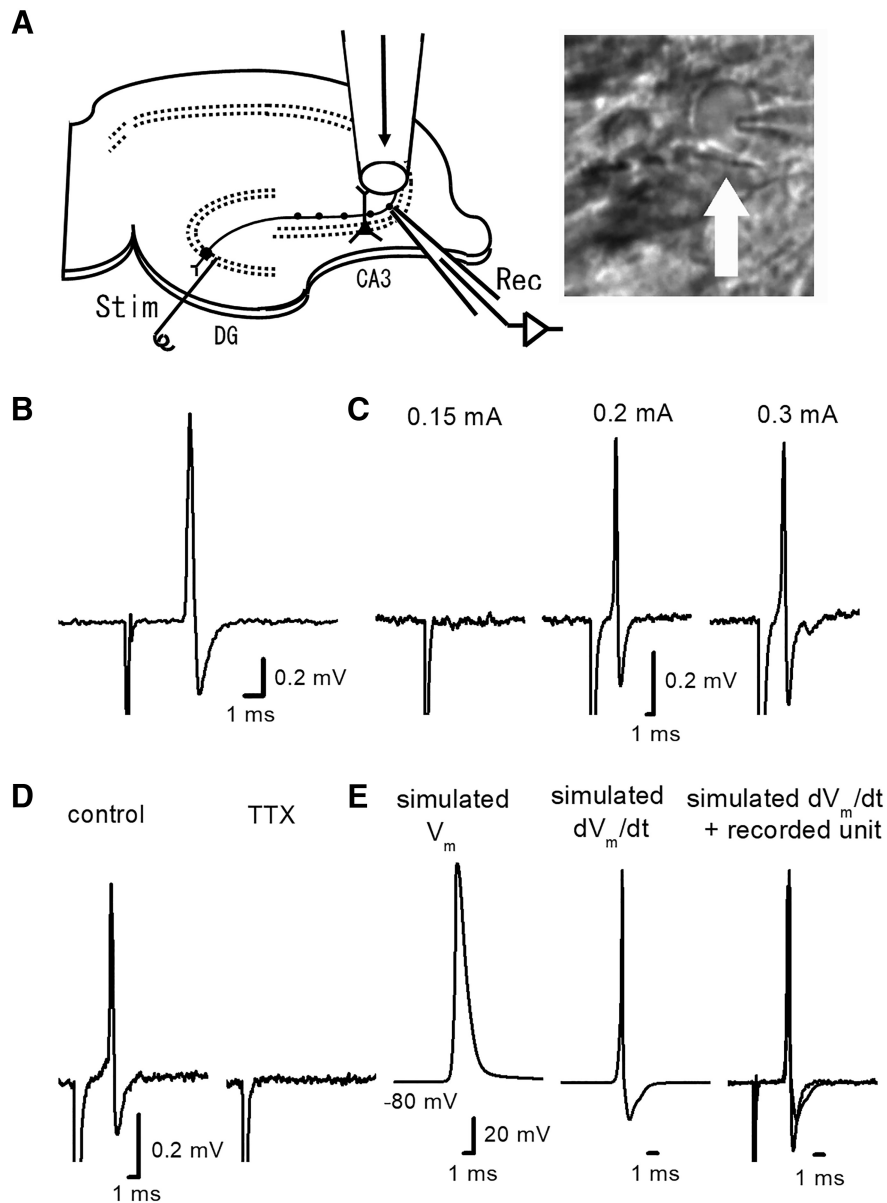 A
Stim
DG
CA3
Rec
B
0.2 mV
1 ms
C
0.15 mA
0.2 mA
0.3 mA
0.2 mV
1 ms
D
control
TTX
0.2 mV
1 ms
E
simulated
Vm
simulated
dVm/dt
simulated dVm/dt
+ recorded unit
-80 mV
20 mV
1 ms
1 ms
1 ms